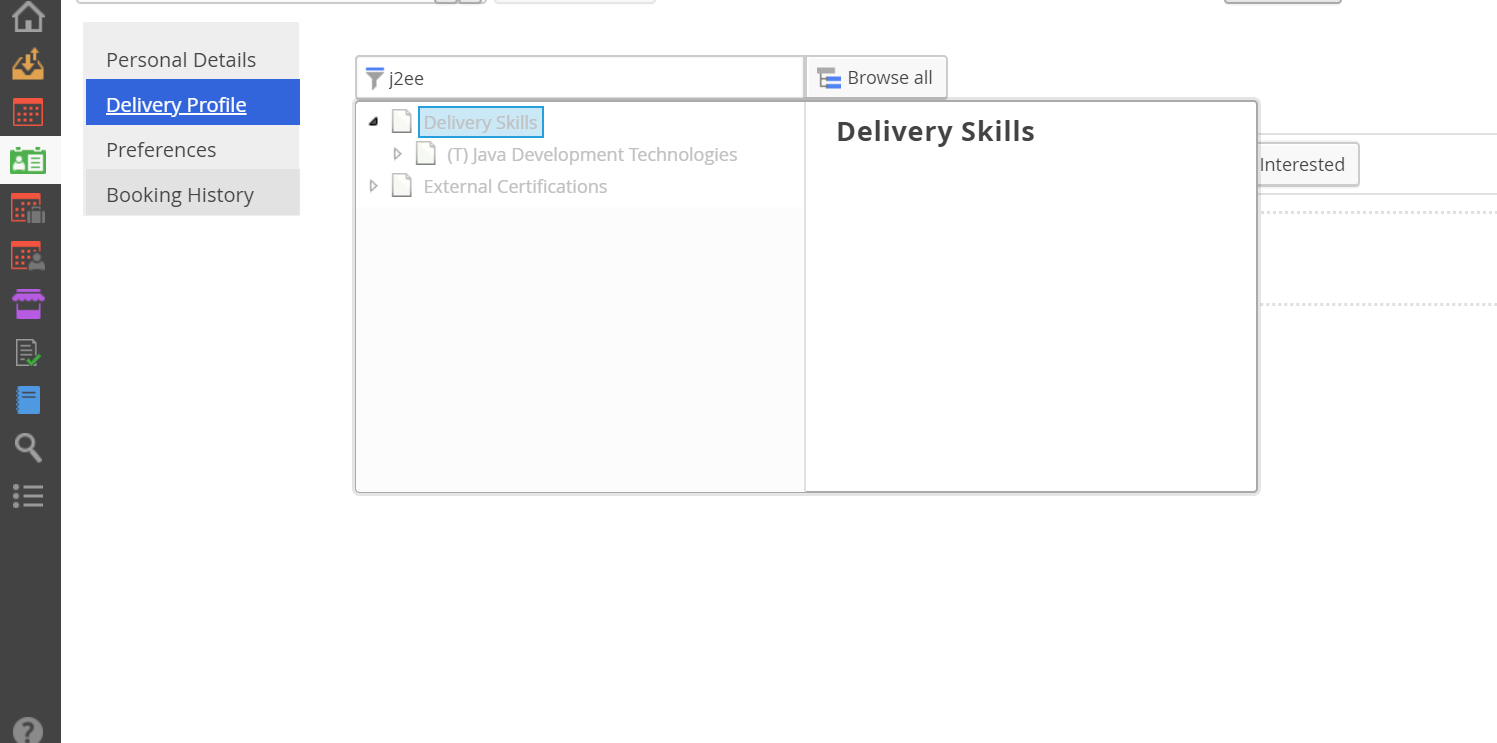 Personal Details
Delivery Profile
Preferences
Booking History
j2ee
Browse all
Delivery Skills
(T) Java Development Technologies
External Certifications
Delivery Skills
Interested
?